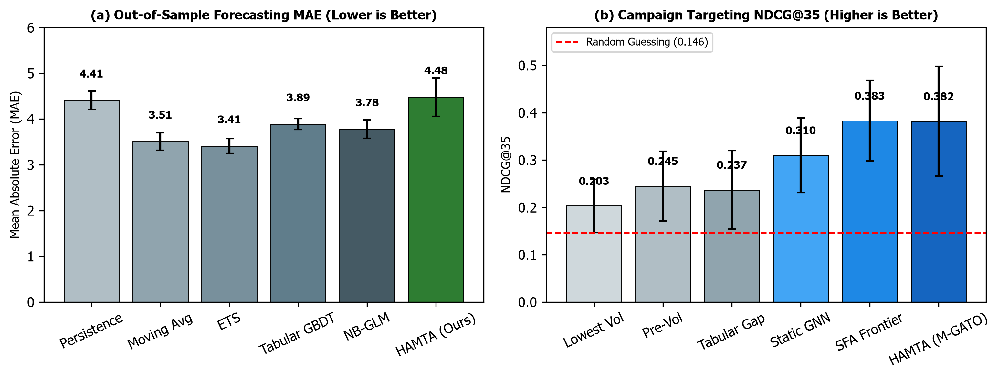 (a) Out-of-Sample Forecasting MAE (Lower is Better)
Mean Absolute Error (MAE)
6
5
4
3
2
1
0
4.41
3.51
3.41
3.89
3.78
4.48
Persistence
Moving Avg
ETS
Tabular GBDT
NB-GLM
HAMTA (Ours)
(b) Campaign Targeting NDCG@35 (Higher is Better)
Random Guessing (0.146)
NDCG@35
0.5
0.4
0.3
0.2
0.1
0.0
0.203
0.245
0.237
0.310
0.383
0.382
Lowest Vol
Pre-Vol
Tabular Gap
Static GNN
SFA Frontier
HAMTA (M-GATO)